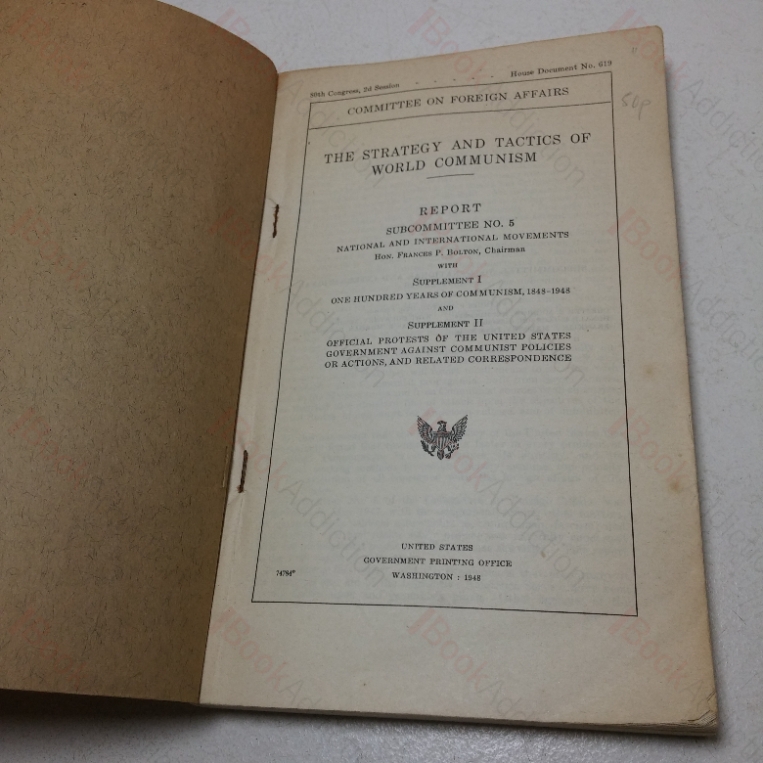 80th Congress, 2d Session - - - - - House Document No. 619
COMMITTEE ON FOREIGN AFFAIRS
50p
THE STRATEGY AND TACTICS OF
WORLD COMMUNISM
REPORT
SUBCOMMITTEE NO. 5
NATIONAL AND INTERNATIONAL MOVEMENTS
HON. FRANCES P. BOLTON, Chairman
WITH
SUPPLEMENT I
ONE HUNDRED YEARS OF COMMUNISM, 1848-1948
AND
SUPPLEMENT II
OFFICIAL PROTESTS OF THE UNITED STATES
GOVERNMENT AGAINST COMMUNIST POLICIES
OR ACTIONS, AND RELATED CORRESPONDENCE
UNITED STATES
GOVERNMENT PRINTING OFFICE
74784° WASHINGTON : 1948
BookAddiction